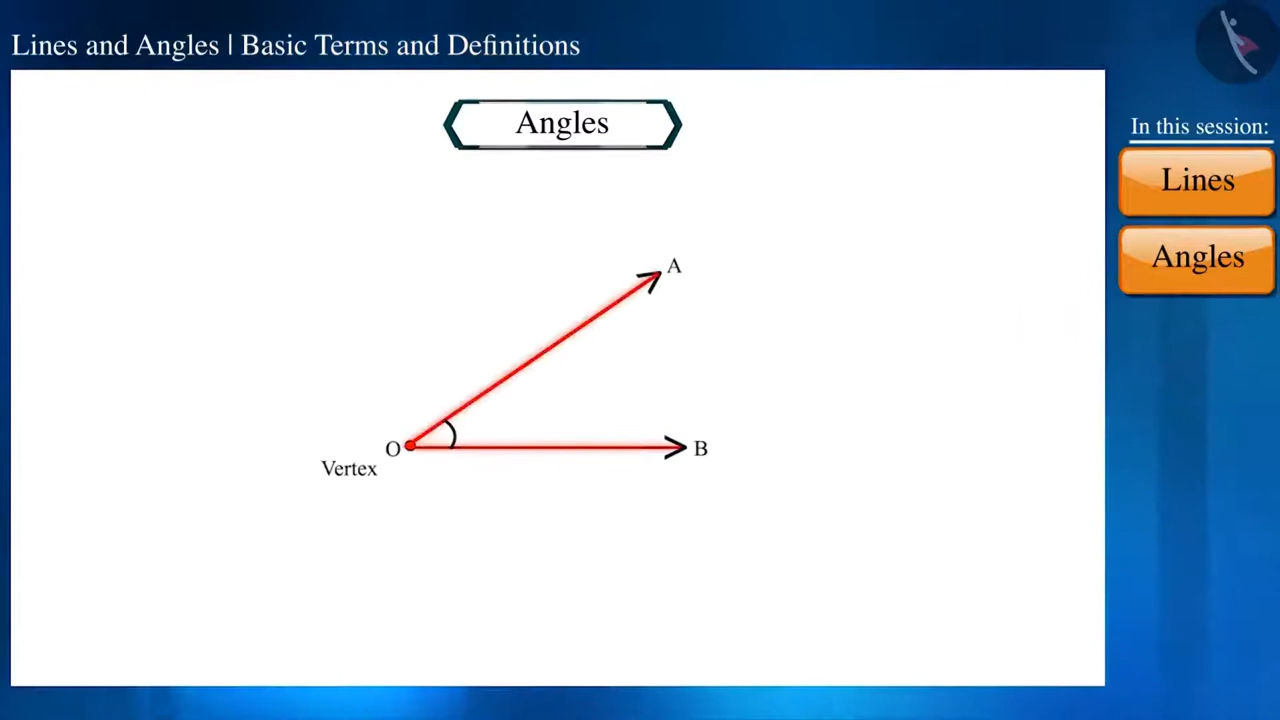 Lines and Angles | Basic Terms and Definitions
In this session:
Lines
Angles
Angles
A
O
B
Vertex